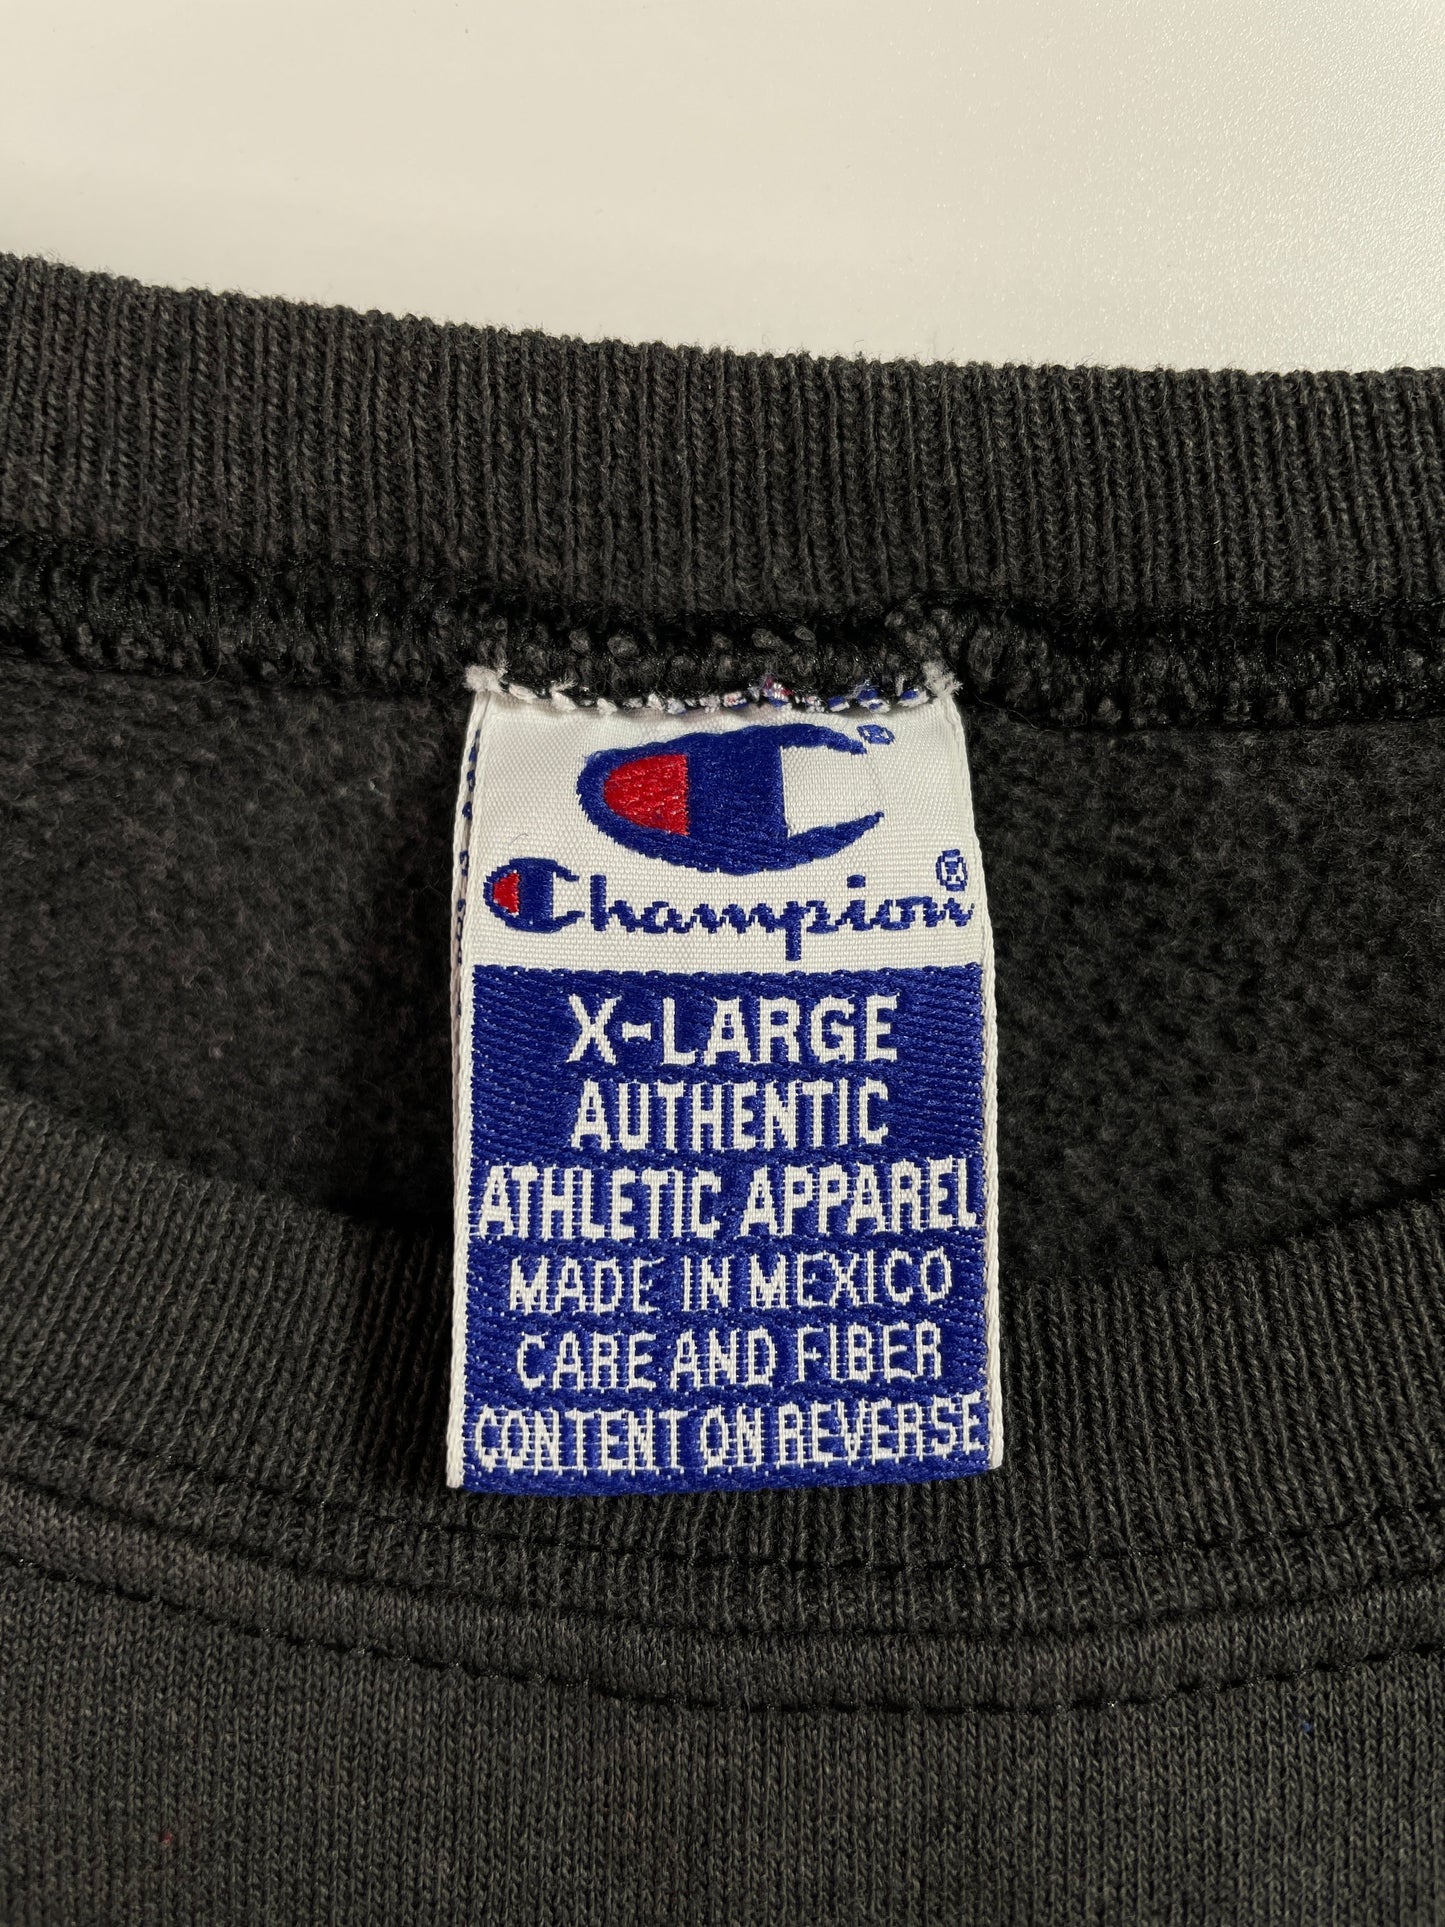 ®
Champion®
X-LARGE
AUTHENTIC
ATHLETIC APPAREL
MADE IN MEXICO
CARE AND FIBER
CONTENT ON REVERSE